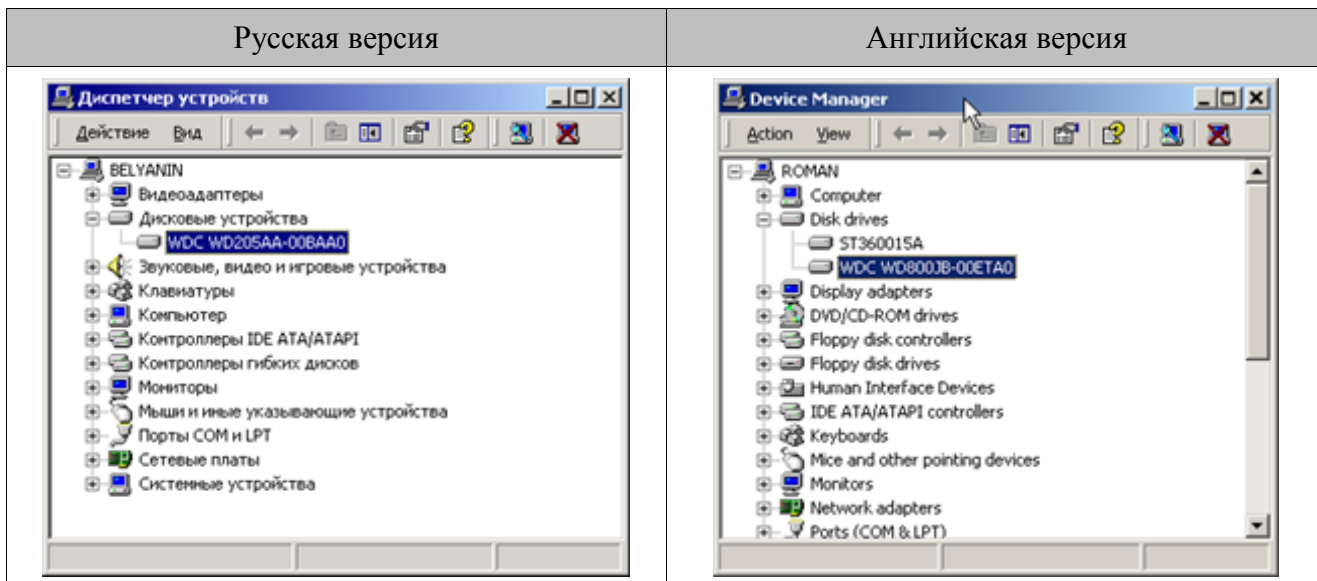 Русская версия
Английская версия
Диспетчер устройств
Действие Вид
BELYANIN
Видеоадаптеры
Дисковые устройства
WDC WD205AA-00BAA0
Звуковые, видео и игровые устройства
Клавиатуры
Компьютер
Контроллеры IDE ATA/ATAPI
Контроллеры гибких дисков
Мониторы
Мыши и иные указывающие устройства
Порты COM и LPT
Сетевые платы
Системные устройства
Device Manager
Action View
ROMAN
Computer
Disk drives
ST360015A
WDC WD800JB-00ETA0
Display adapters
DVD/CD-ROM drives
Floppy disk controllers
Floppy disk drives
Human Interface Devices
IDE ATA/ATAPI controllers
Keyboards
Mice and other pointing devices
Monitors
Network adapters
Ports (COM & LPT)